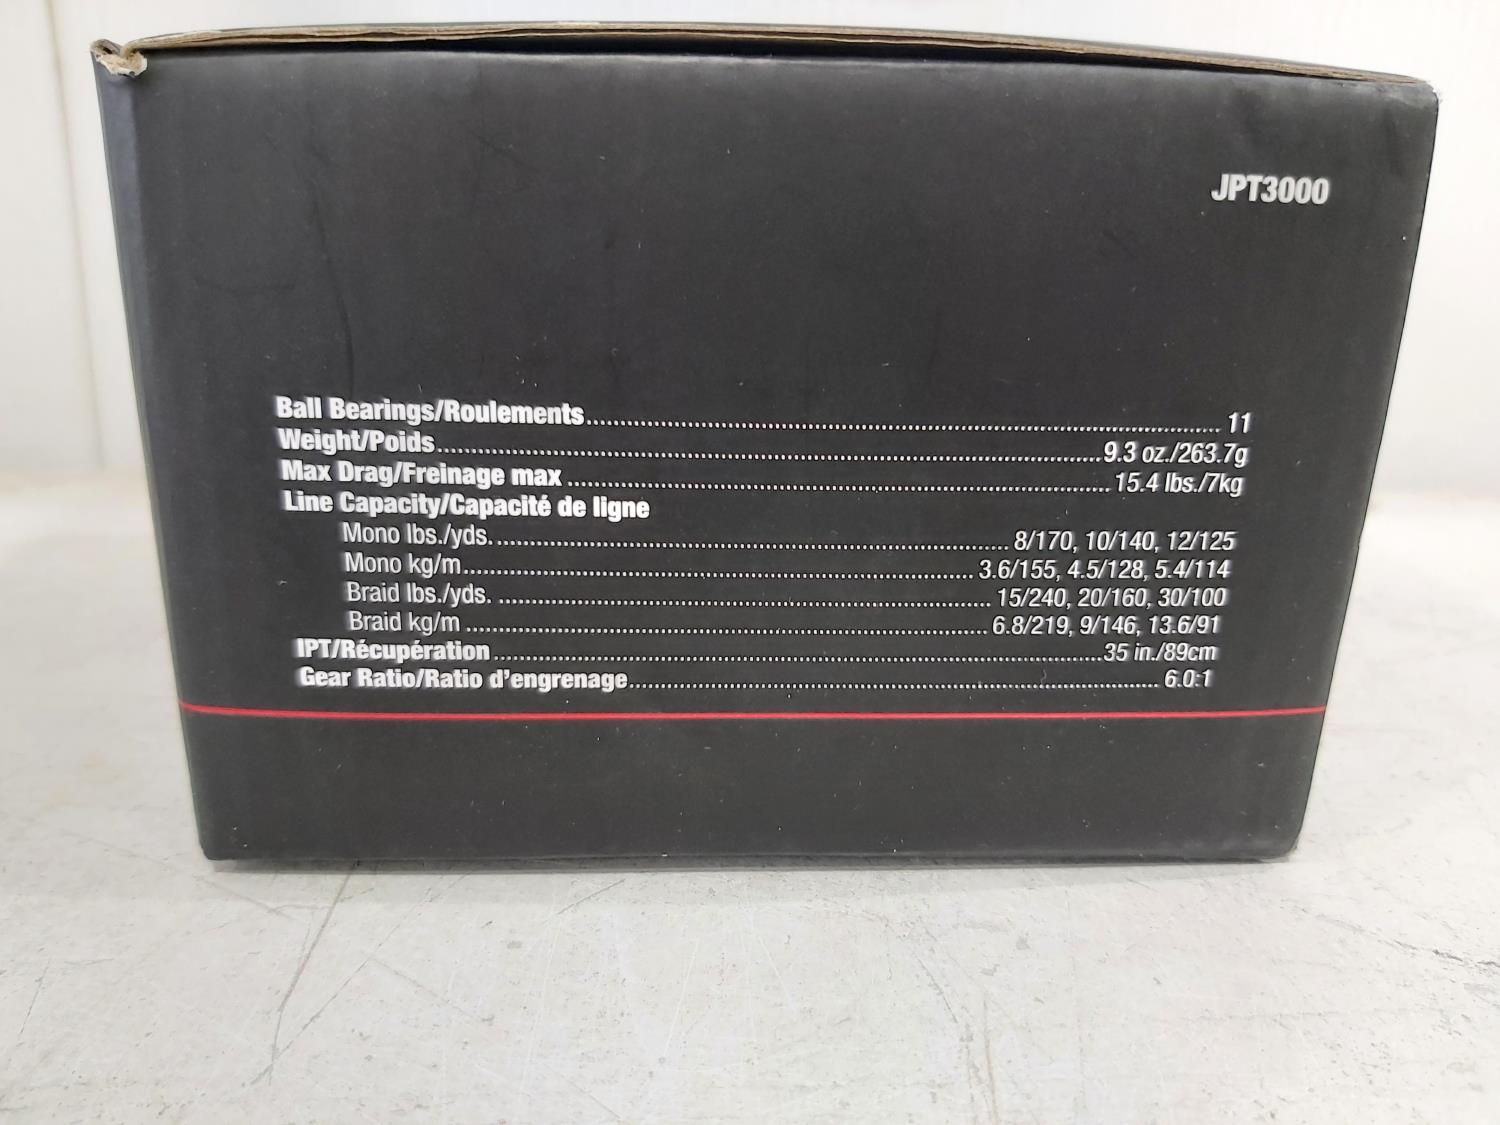 JPT3000
Ball Bearings/Roulements 11
Weight/Poids 9.3 oz./263.7g
Max Drag/Freinage max 15.4 lbs./7kg
Line Capacity/Capacité de ligne
Mono lbs./yds. 8/170, 10/140, 12/125
Mono kg/m 3.6/155, 4.5/128, 5.4/114
Braid lbs./yds. 15/240, 20/160, 30/100
Braid kg/m 6.8/219, 9/146, 13.6/91
IPT/Récupération 35 in./89cm
Gear Ratio/Ratio d'engrenage 6.0:1